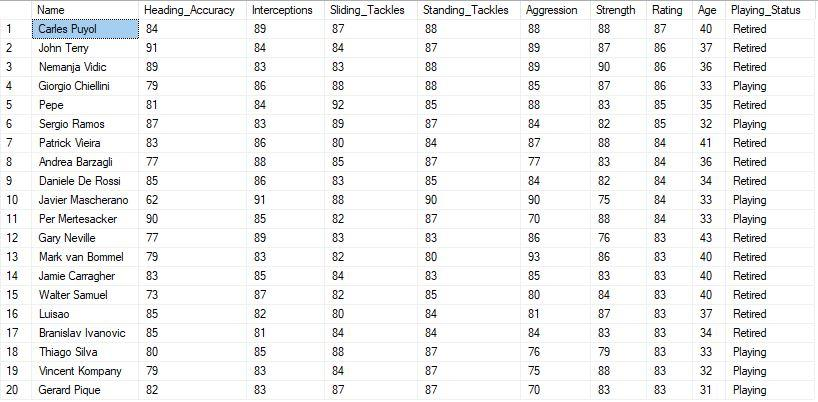 Name Heading_Accuracy Interceptions Sliding_Tackles Standing_Tackles Aggression Strength Rating Age Playing_Status
1 Carles Puyol 84 89 87 88 88 88 87 40 Retired
2 John Terry 91 84 84 87 89 87 86 37 Retired
3 Nemanja Vidic 89 83 83 88 89 90 86 36 Retired
4 Giorgio Chiellini 79 86 88 88 85 87 86 33 Playing
5 Pepe 81 84 92 85 88 83 85 35 Retired
6 Sergio Ramos 87 83 89 87 84 82 85 32 Playing
7 Patrick Vieira 83 86 80 84 87 88 84 41 Retired
8 Andrea Barzagli 77 88 85 87 77 83 84 36 Retired
9 Daniele De Rossi 85 86 83 85 84 82 84 34 Retired
10 Javier Mascherano 62 91 88 90 90 75 84 33 Playing
11 Per Mertesacker 90 85 82 87 70 88 84 33 Playing
12 Gary Neville 77 89 83 83 86 76 83 43 Retired
13 Mark van Bommel 79 83 82 80 93 86 83 40 Retired
14 Jamie Carragher 83 85 84 83 85 83 83 40 Retired
15 Walter Samuel 73 87 82 85 80 84 83 40 Retired
16 Luisao 85 82 80 84 81 87 83 37 Retired
17 Branislav Ivanovic 85 81 84 84 84 83 83 34 Retired
18 Thiago Silva 80 85 88 87 76 79 83 33 Playing
19 Vincent Kompany 79 83 84 87 75 88 83 32 Playing
20 Gerard Pique 82 83 87 87 70 83 83 31 Playing